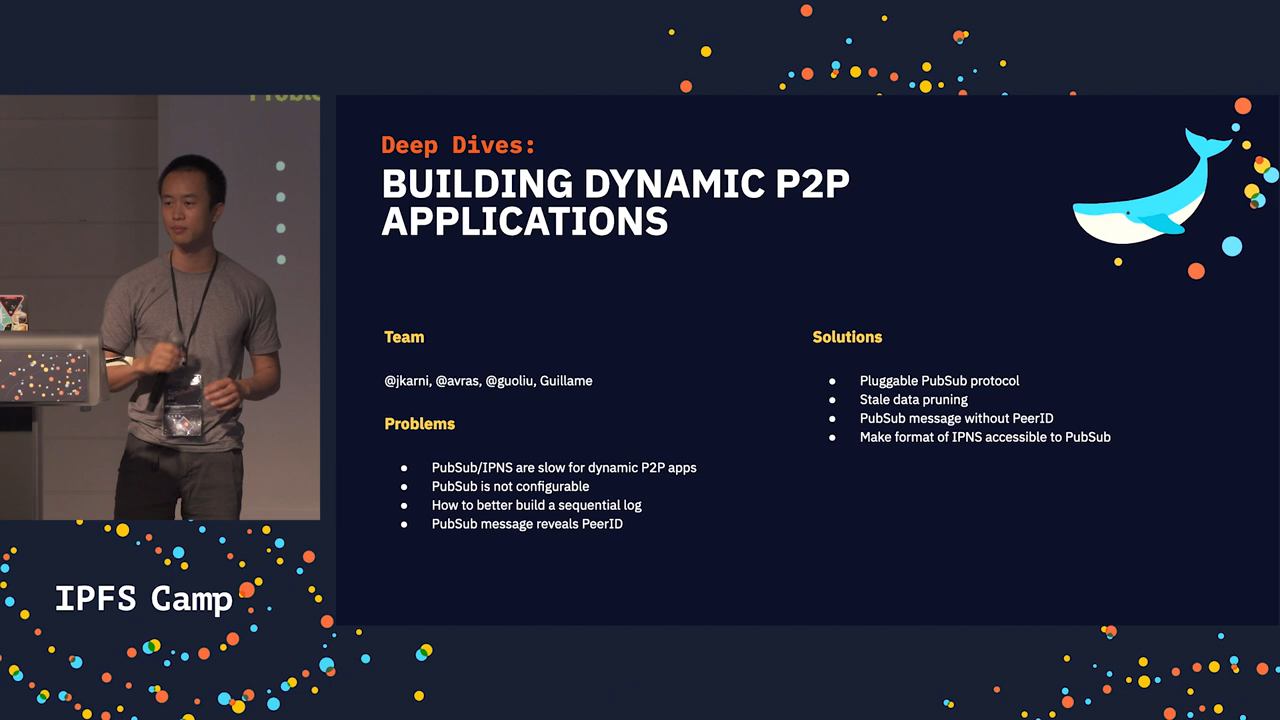 Deep Dives:
BUILDING DYNAMIC P2P
APPLICATIONS
Team
@jkarni, @avras, @guoliu, Guillame
Problems
PubSub/IPNS are slow for dynamic P2P apps
PubSub is not configurable
How to better build a sequential log
PubSub message reveals PeerID
Solutions
Pluggable PubSub protocol
Stale data pruning
PubSub message without PeerID
Make format of IPNS accessible to PubSub
IPFS Camp